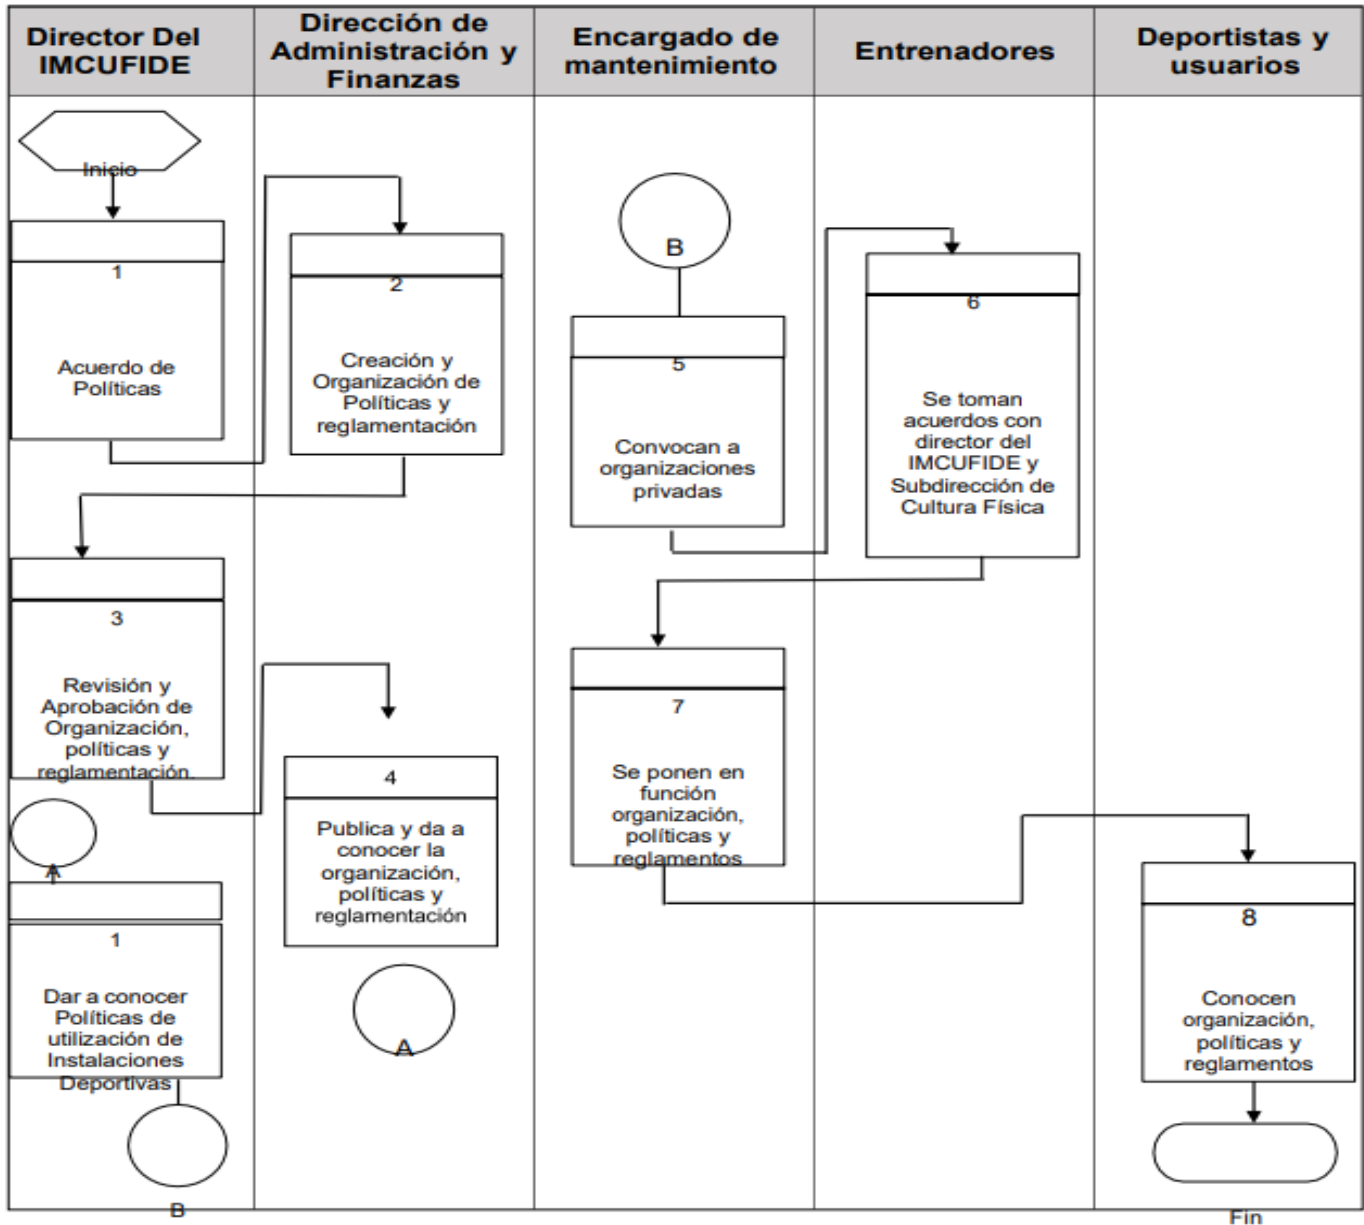 Director Del
IMCUFIDE
Dirección de
Administración y
Finanzas
Encargado de
mantenimiento
Entrenadores
Deportistas y
usuarios
Inicio
1
Acuerdo de
Políticas
2
Creación y
Organización de
Políticas y
reglamentación
3
Revisión y
Aprobación de
Organización,
políticas y
reglamentación
4
Publica y da a
conocer la
organización,
políticas y
reglamentación
A
A
1
Dar a conocer
Políticas de
utilización de
Instalaciones
Deportivas
B
B
5
Convocan a
organizaciones
privadas
6
Se toman
acuerdos con
director del
IMCUFIDE y
Subdirección de
Cultura Física
7
Se ponen en
función
organización,
políticas y
reglamentos
8
Conocen
organización,
políticas y
reglamentos
Fin